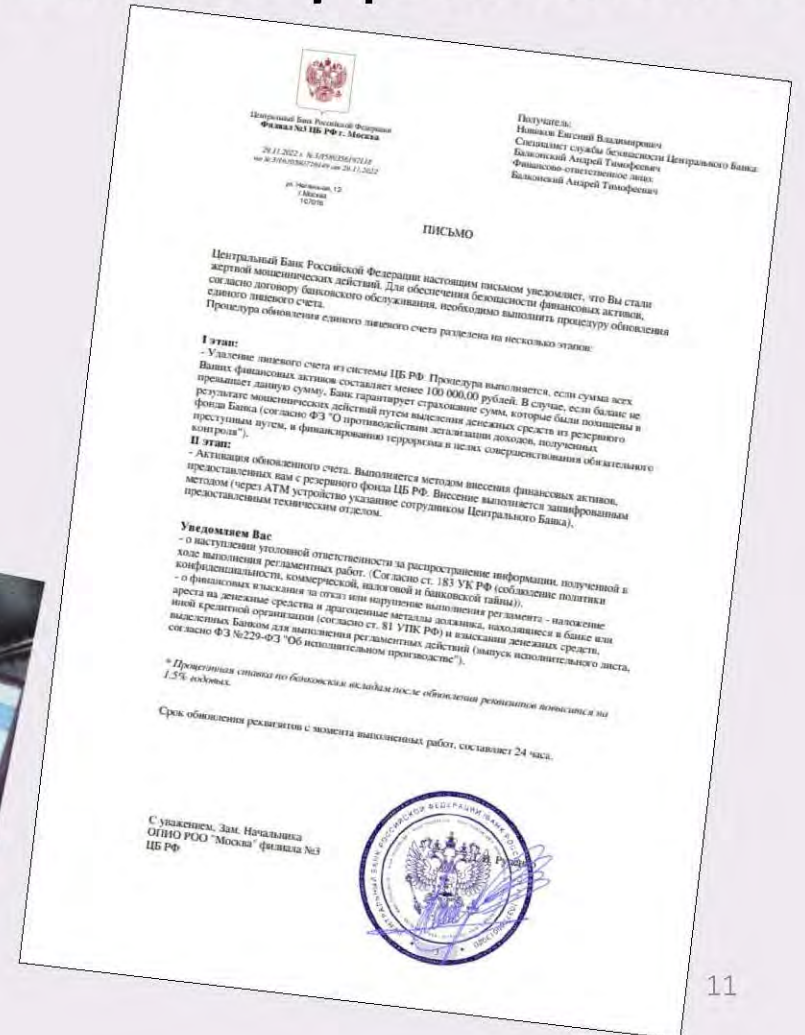 Центральный Банк Российской Федерации
Филиал №3 ЦБ РФ г. Москва
ул. Неглинная, 12
г.Москва
107016
Получатель:
Новиков Евгений Владимирович
Специалист службы безопасности Центрального Банка:
Балконский Андрей Тимофеевич
Финансово-ответственное лицо:
Балконский Андрей Тимофеевич
ПИСЬМО
Центральный Банк Российской Федерации настоящим письмом уведомляет, что Вы стали
жертвой мошеннических действий. Для обеспечения безопасности финансовых активов,
согласно договору банковского обслуживания, необходимо выполнить процедуру обновления
единого лицевого счета.
Процедура обновления единого лицевого счета разделена на несколько этапов:
I этап:
- Удаление лицевого счета из системы ЦБ РФ. Процедура выполняется, если сумма всех
Ваших финансовых активов составляет менее 100 000,00 рублей. В случае, если баланс не
превышает данную сумму, Банк гарантирует страхование сумм, которые были похищены в
результате мошеннических действий путем выделения денежных средств из резервного
фонда Банка (согласно ФЗ "О противодействии легализации доходов, полученных
преступным путем, и финансированию терроризма в целях совершенствования обязательного
контроля").
II этап:
- Активация обновленного счета. Выполняется методом внесения финансовых активов,
предоставленных вам с резервного фонда ЦБ РФ. Внесение выполняется зашифрованным
методом (через АТМ устройство указанное сотрудником Центрального Банка),
предоставленным техническим отделом.
Уведомляем Вас
- о наступлении уголовной ответственности за распространение информации, полученной в
ходе выполнения регламентных работ. (Согласно ст. 183 УК РФ (соблюдение политики
конфиденциальности, коммерческой, налоговой и банковской тайны)).
- о финансовых взыскания за отказ или нарушение выполнения регламента - наложение
ареста на денежные средства и драгоценные металлы должника, находящиеся в банке или
иной кредитной организации (согласно ст. 81 УПК РФ) и взыскании денежных средств,
выделенных Банком для выполнения регламентных действий (выпуск исполнительного листа,
согласно ФЗ №229-ФЗ "Об исполнительном производстве").
* Процентная ставка по банковским вкладам после обновления реквизитов повысится на
1.5% годовых.
Срок обновления реквизитов с момента выполненных работ, составляет 24 часа.
С уважением, Зам. Начальника
ОПИО РОО "Москва" филиала №3
ЦБ РФ
11